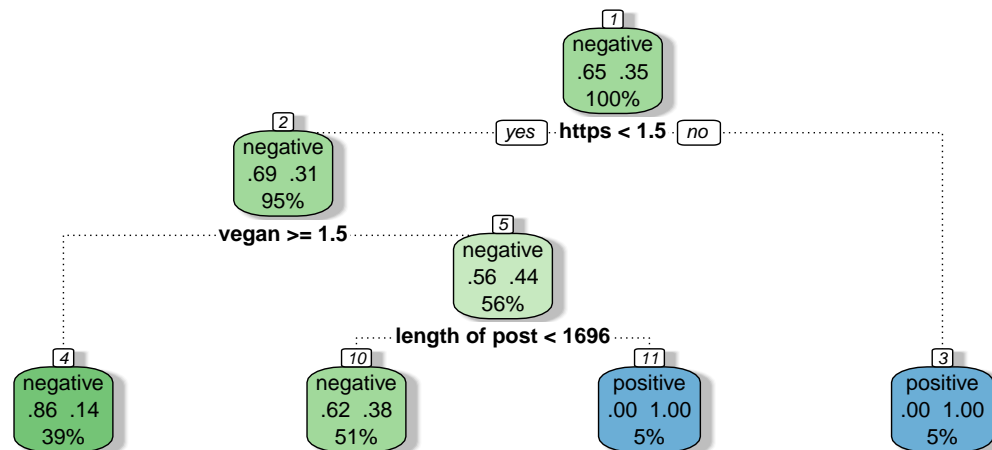 1
negative
.65 .35
100%
yes https < 1.5 no
2
negative
.69 .31
95%
vegan >= 1.5
5
negative
.56 .44
56%
length of post < 1696
4
negative
.86 .14
39%
10
negative
.62 .38
51%
11
positive
.00 1.00
5%
3
positive
.00 1.00
5%